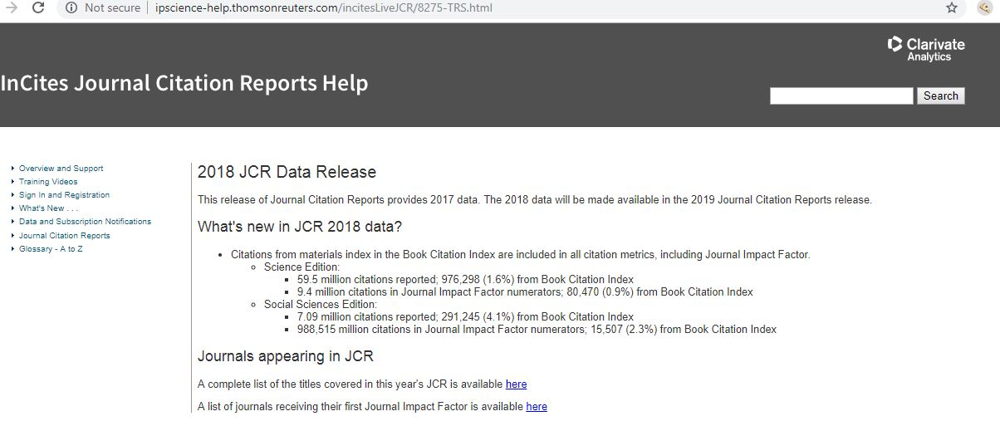 Not secure | ipscience-help.thomsonreuters.com/incitesLiveJCR/8275-TRS.html
Clarivate
Analytics
InCites Journal Citation Reports Help
Search
Overview and Support
Training Videos
Sign In and Registration
What's New . . .
Data and Subscription Notifications
Journal Citation Reports
Glossary - A to Z
2018 JCR Data Release
This release of Journal Citation Reports provides 2017 data. The 2018 data will be made available in the 2019 Journal Citation Reports release.
What's new in JCR 2018 data?
Citations from materials index in the Book Citation Index are included in all citation metrics, including Journal Impact Factor.
Science Edition:
59.5 million citations reported; 976,298 (1.6%) from Book Citation Index
9.4 million citations in Journal Impact Factor numerators; 80,470 (0.9%) from Book Citation Index
Social Sciences Edition:
7.09 million citations reported; 291,245 (4.1%) from Book Citation Index
988,515 million citations in Journal Impact Factor numerators; 15,507 (2.3%) from Book Citation Index
Journals appearing in JCR
A complete list of the titles covered in this year's JCR is available here
A list of journals receiving their first Journal Impact Factor is available here